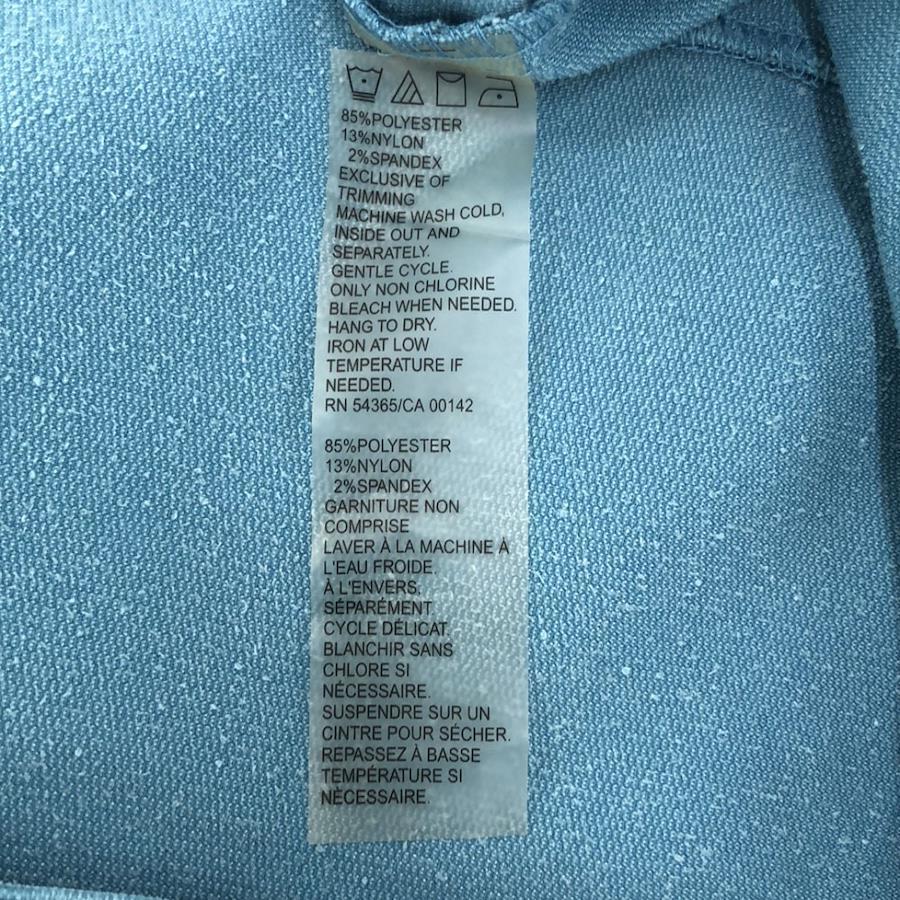 85%POLYESTER
13%NYLON
2%SPANDEX
EXCLUSIVE OF
TRIMMING
MACHINE WASH COLD,
INSIDE OUT AND
SEPARATELY.
GENTLE CYCLE.
ONLY NON CHLORINE
BLEACH WHEN NEEDED.
HANG TO DRY.
IRON AT LOW
TEMPERATURE IF
NEEDED.
RN 54365/CA 00142
85%POLYESTER
13%NYLON
2%SPANDEX
GARNITURE NON
COMPRISE
LAVER À LA MACHINE À
L'EAU FROIDE,
À L'ENVERS,
SÉPARÉMENT.
CYCLE DÉLICAT.
BLANCHIR SANS
CHLORE SI
NÉCESSAIRE.
SUSPENDRE SUR UN
CINTRE POUR SÉCHER.
REPASSEZ À BASSE
TEMPÉRATURE SI
NÉCESSAIRE.